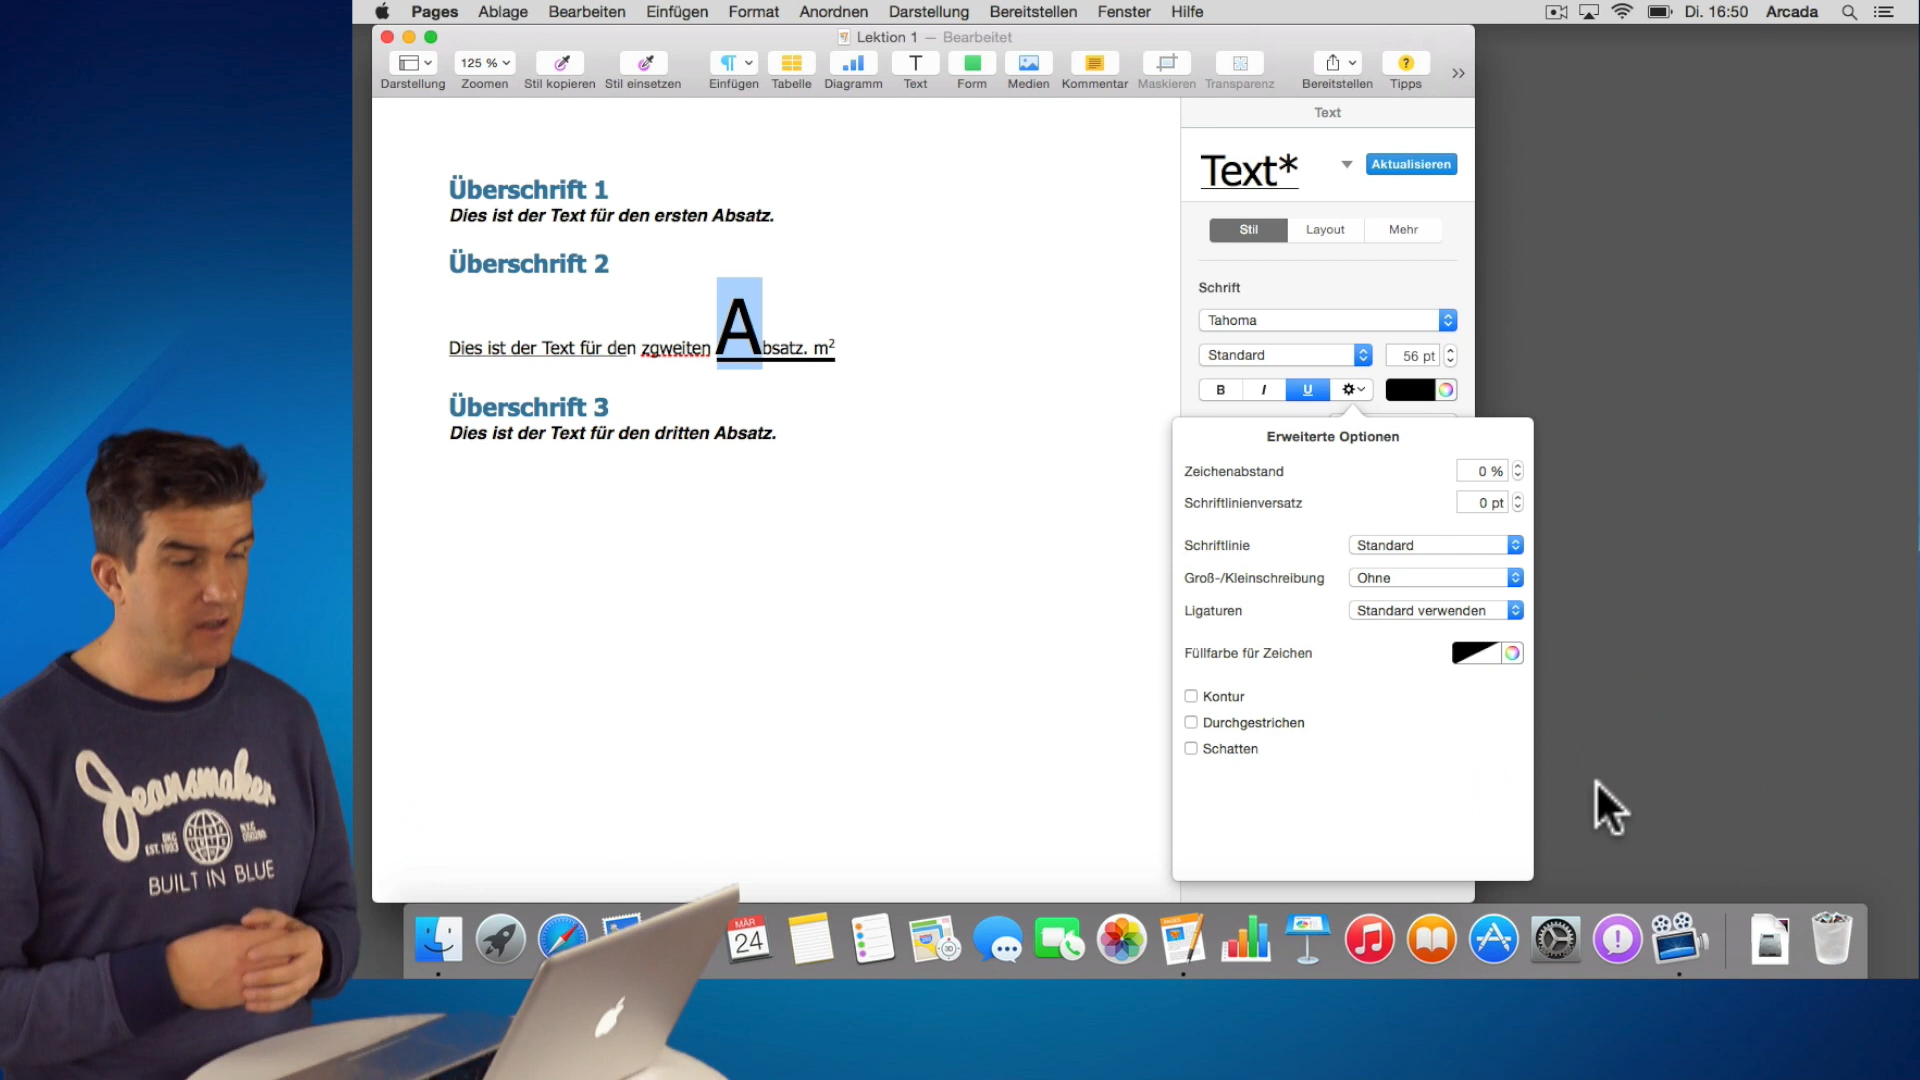 Pages Ablage Bearbeiten Einfügen Format Anordnen Darstellung Bereitstellen Fenster Hilfe Di. 16:50 Arcada
Lektion 1 — Bearbeitet
125 %
Darstellung Zoomen Stil kopieren Stil einsetzen Einfügen Tabelle Diagramm Text Form Medien Kommentar Maskieren Transparenz Bereitstellen Tipps
Text
Text* Aktualisieren
Stil Layout Mehr
Schrift
Tahoma
Standard 56 pt
B I U
Überschrift 1
Dies ist der Text für den ersten Absatz.
Überschrift 2
Dies ist der Text für den zgweiten Absatz. m²
Überschrift 3
Dies ist der Text für den dritten Absatz.
Erweiterte Optionen
Zeichenabstand 0 %
Schriftlinienversatz 0 pt
Schriftlinie Standard
Groß-/Kleinschreibung Ohne
Ligaturen Standard verwenden
Füllfarbe für Zeichen
Kontur
Durchgestrichen
Schatten
Jeansmaker
EST. 1993
BUILT IN BLUE
MÄR
24
PAGES